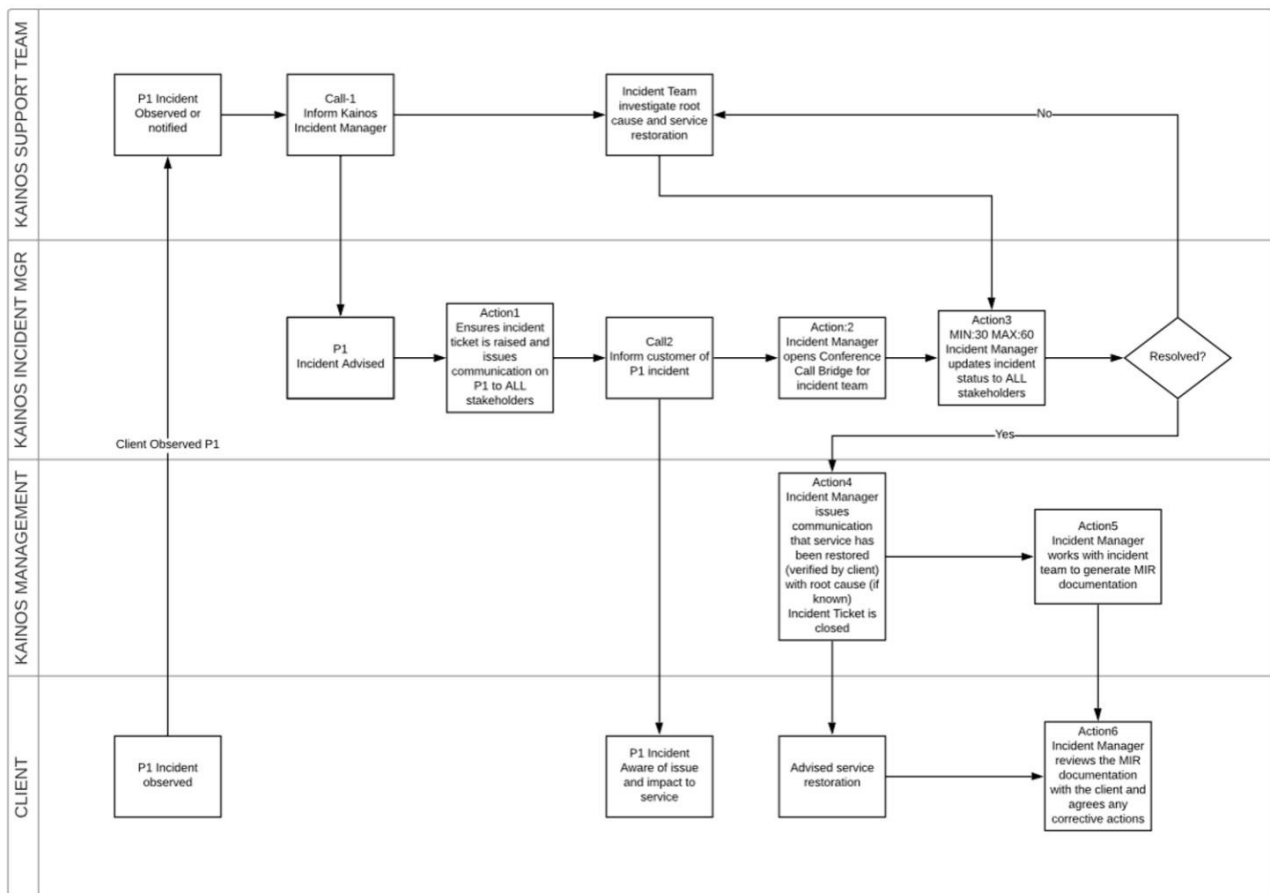 KAINOS SUPPORT TEAM
P1 Incident
Observed or
notified
Call-1
Inform Kainos
Incident Manager
Incident Team
investigate root
cause and service
restoration
No
KAINOS INCIDENT MGR
P1
Incident Advised
Action1
Ensures incident
ticket is raised and
issues
communication on
P1 to ALL
stakeholders
Call2
Inform customer of
P1 incident
Action:2
Incident Manager
opens Conference
Call Bridge for
incident team
Action3
MIN:30 MAX:60
Incident Manager
updates incident
status to ALL
stakeholders
Resolved?
Client Observed P1
Yes
KAINOS MANAGEMENT
Action4
Incident Manager
issues
communication
that service has
been restored
(verified by client)
with root cause (if
known)
Incident Ticket is
closed
Action5
Incident Manager
works with incident
team to generate MIR
documentation
CLIENT
P1 Incident
observed
P1 Incident
Aware of issue
and impact to
service
Advised service
restoration
Action6
Incident Manager
reviews the MIR
documentation
with the client and
agrees any
corrective actions